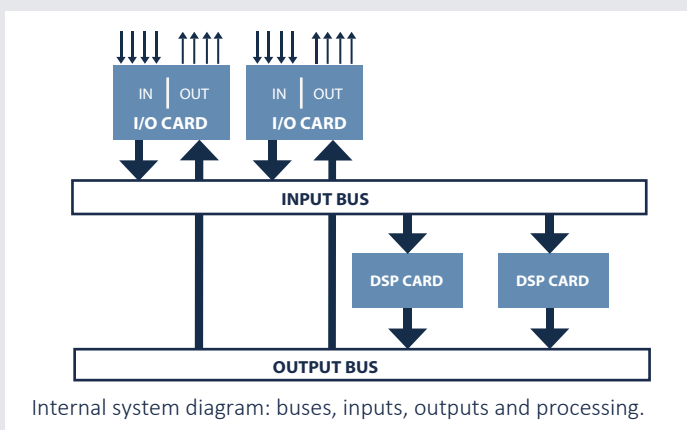 IN OUT IN OUT
I/O CARD I/O CARD
INPUT BUS
DSP CARD DSP CARD
OUTPUT BUS
Internal system diagram: buses, inputs, outputs and processing.